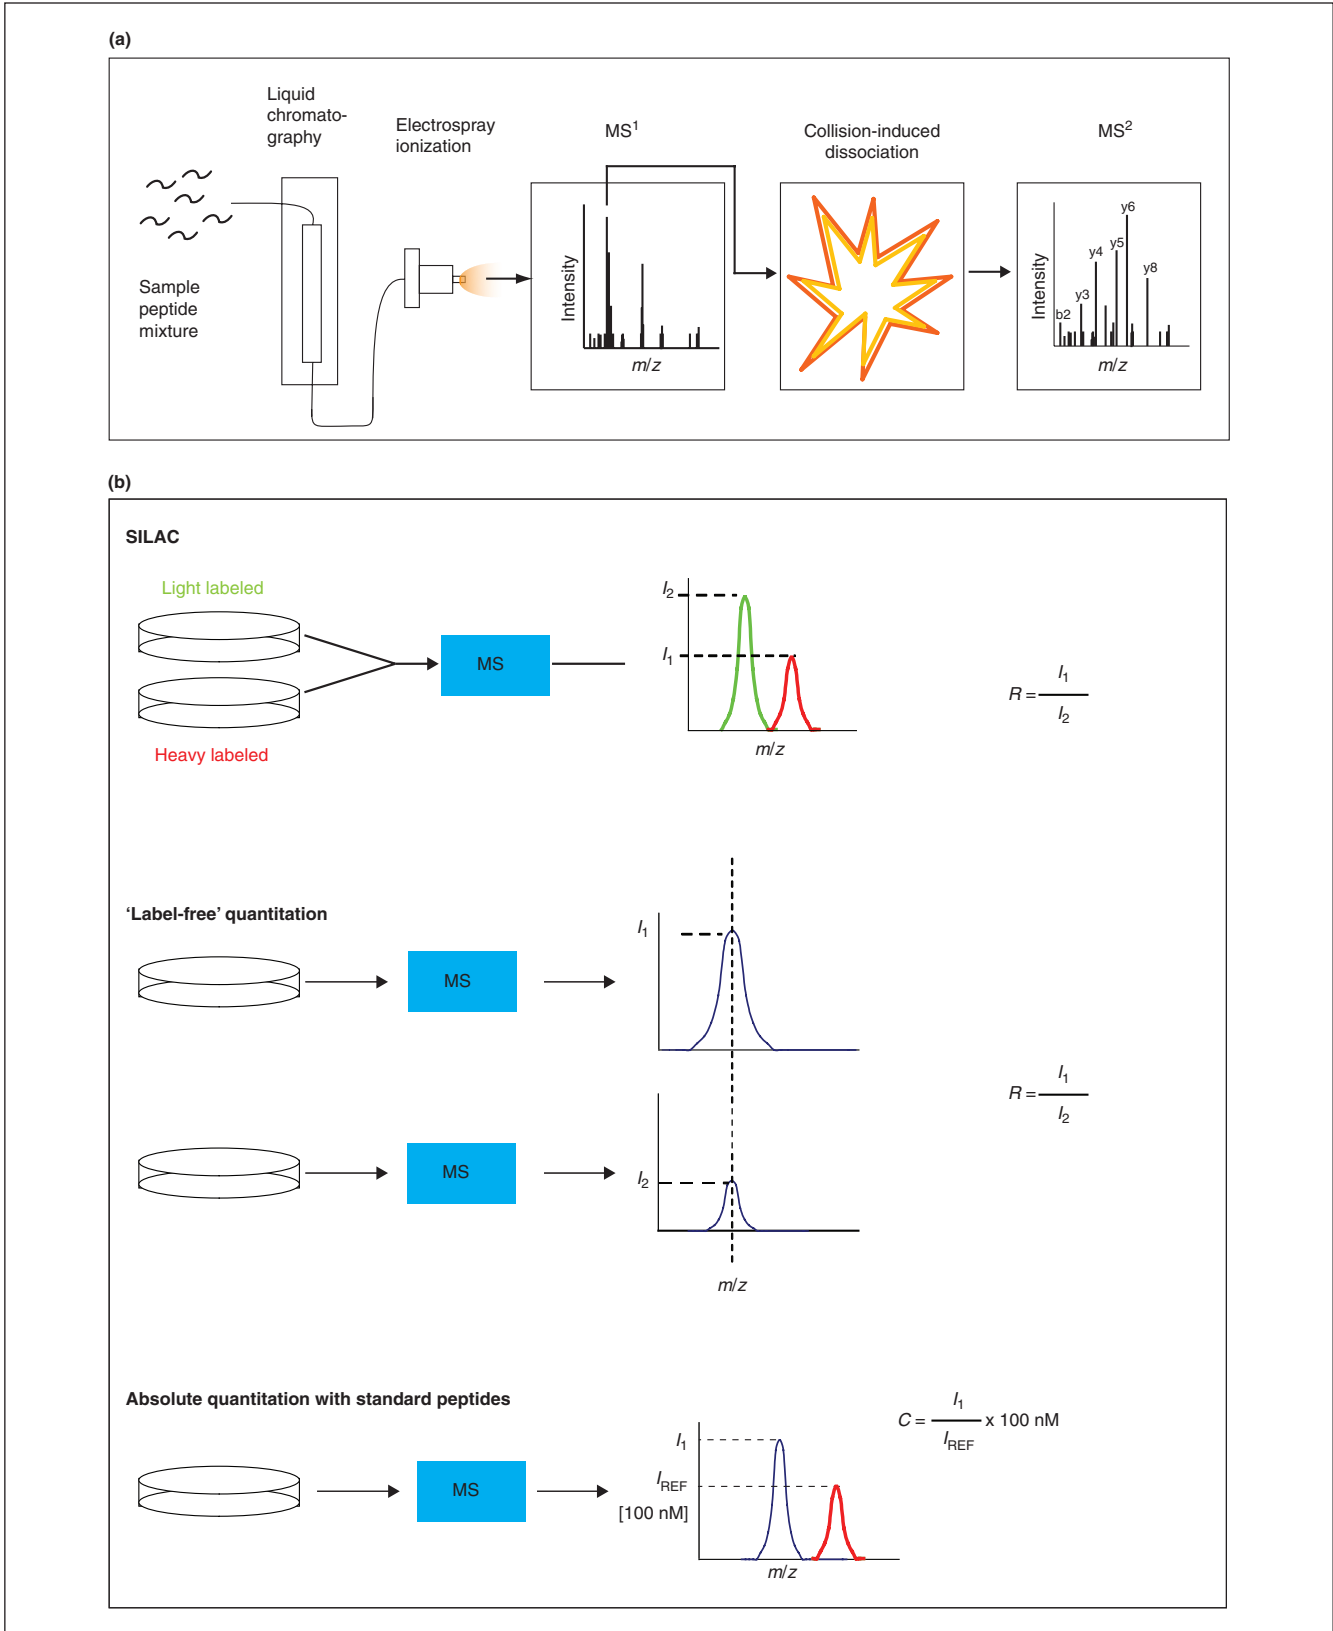 (a)
Liquid
chromato-
graphy
Electrospray
ionization
MS¹
Collision-induced
dissociation
MS²
Sample
peptide
mixture
Intensity
m/z
Intensity
b2
y3
y4
y5
y6
y8
m/z
(b)
SILAC
Light labeled
Heavy labeled
MS
I₂
I₁
m/z
R = I₁
I₂
'Label-free' quantitation
MS
I₁
MS
I₂
m/z
R = I₁
I₂
Absolute quantitation with standard peptides
MS
I₁
I_REF
[100 nM]
m/z
C = I₁ x 100 nM
I_REF